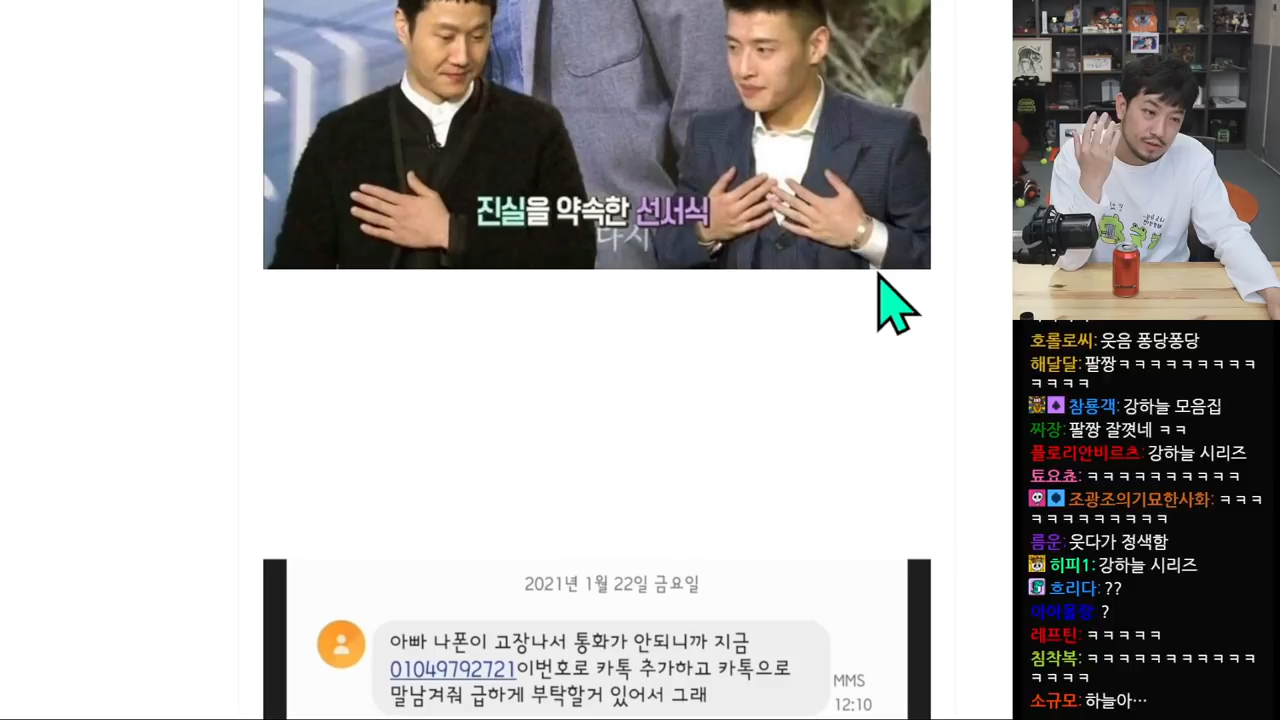 진실을 약속한 선서식
다시
2021년 1월 22일 금요일
아빠 나폰이 고장나서 통화가 안되니까 지금
01049792721이번호로 카톡 추가하고 카톡으로
말남겨줘 급하게 부탁할거 있어서 그래
MMS
12:10
호롤로씨: 웃음 퐁당퐁당
해달달: 팔짱ㅋㅋㅋㅋㅋㅋㅋㅋㅋ
ㅋㅋㅋㅋ
참룡객: 강하늘 모음집
짜장: 팔짱 잘꼇네 ㅋㅋ
플로리안비르츠: 강하늘 시리즈
툐요쵸: ㅋㅋㅋㅋㅋㅋㅋㅋㅋㅋ
조광조의기묘한사화: ㅋㅋㅋ
ㅋㅋㅋㅋㅋㅋㅋㅋㅋ
름운: 웃다가 정색함
히피1: 강하늘 시리즈
흐리다: ??
?
레프틴: ㅋㅋㅋㅋㅋ
침착복: ㅋㅋㅋㅋㅋㅋㅋㅋㅋㅋㅋ
ㅋㅋㅋㅋ
소규모: 하늘아…